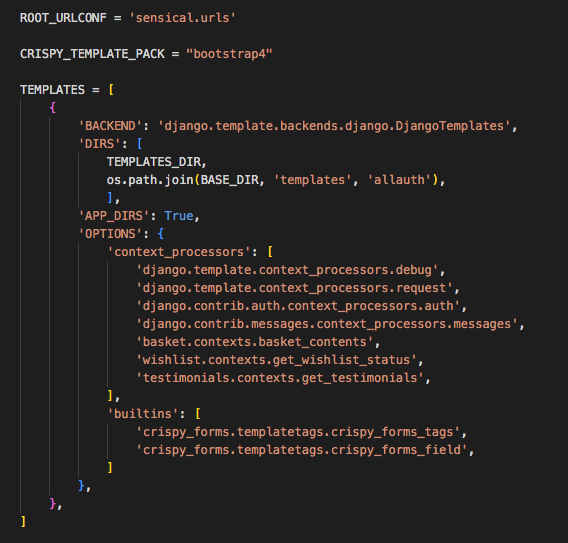 ROOT_URLCONF = 'sensical.urls'
CRISPY_TEMPLATE_PACK = "bootstrap4"
TEMPLATES = [
    {
        'BACKEND': 'django.template.backends.django.DjangoTemplates',
        'DIRS': [
            TEMPLATES_DIR,
            os.path.join(BASE_DIR, 'templates', 'allauth'),
            ],
        'APP_DIRS': True,
        'OPTIONS': {
            'context_processors': [
                'django.template.context_processors.debug',
                'django.template.context_processors.request',
                'django.contrib.auth.context_processors.auth',
                'django.contrib.messages.context_processors.messages',
                'basket.contexts.basket_contents',
                'wishlist.contexts.get_wishlist_status',
                'testimonials.contexts.get_testimonials',
            ],
            'builtins': [
                'crispy_forms.templatetags.crispy_forms_tags',
                'crispy_forms.templatetags.crispy_forms_field',
            ]
        },
    },
]